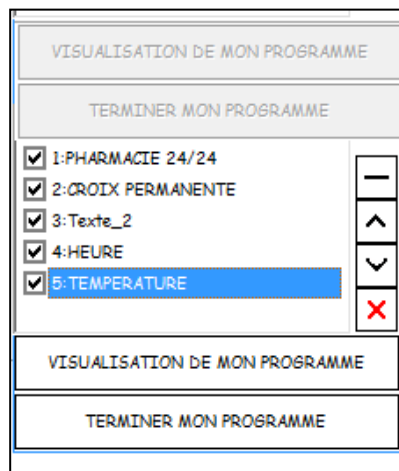 VISUALISATION DE MON PROGRAMME
TERMINER MON PROGRAMME
1:PHARMACIE 24/24
2:CROIX PERMANENTE
3:Texte_2
4:HEURE
5:TEMPERATURE
VISUALISATION DE MON PROGRAMME
TERMINER MON PROGRAMME